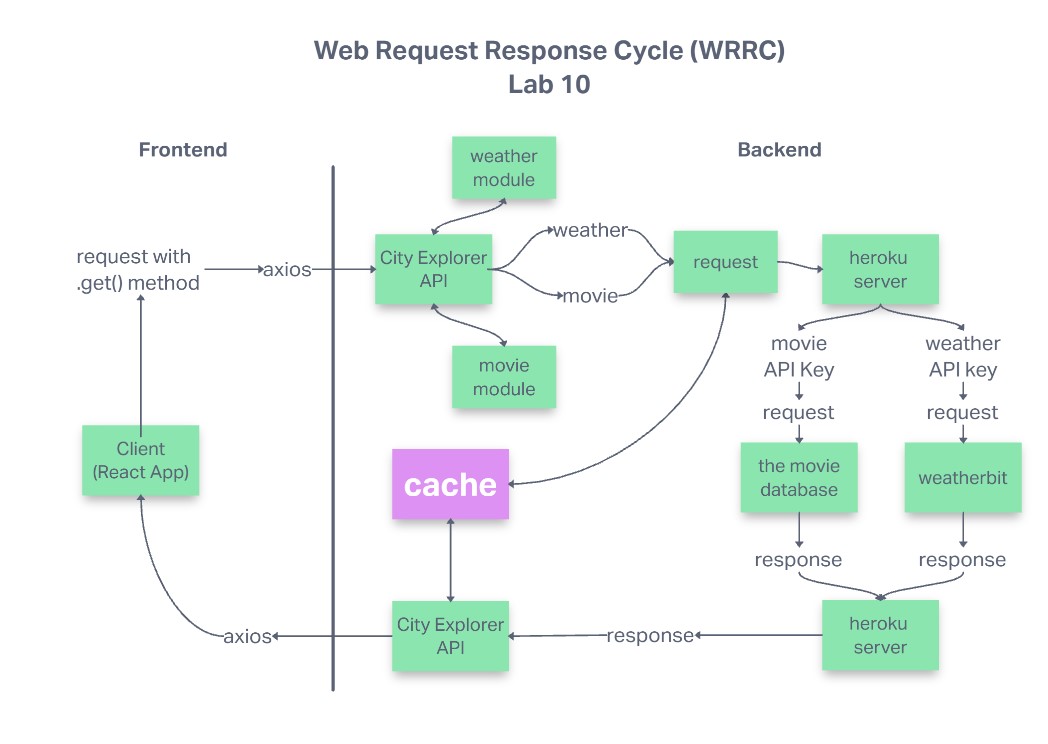 Web Request Response Cycle (WRRC)
Lab 10
Frontend
Backend
weather
module
request with
.get() method
axios
City Explorer
API
weather
movie
request
heroku
server
movie
module
movie
API Key
weather
API key
request
request
Client
(React App)
cache
the movie
database
weatherbit
response
response
axios
City Explorer
API
response
heroku
server